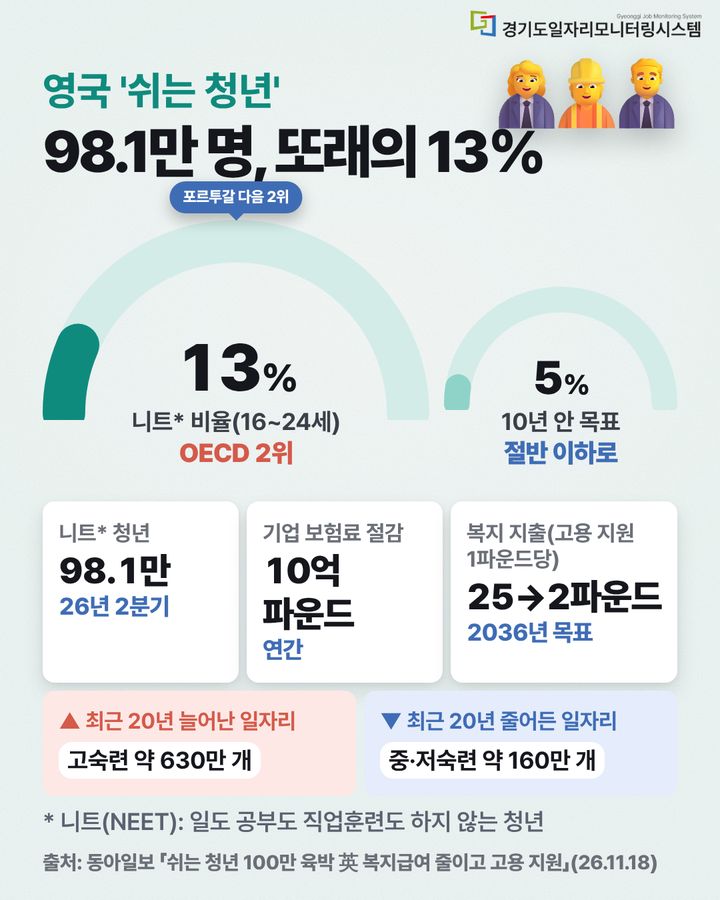 Gyeonggi Job Monitoring System
경기도일자리모니터링시스템
영국 '쉬는 청년'
98.1만 명, 또래의 13%
포르투갈 다음 2위
13%
니트* 비율(16~24세)
OECD 2위
5%
10년 안 목표
절반 이하로
니트* 청년
98.1만
26년 2분기
기업 보험료 절감
10억
파운드
연간
복지 지출(고용 지원
1파운드당)
25→2파운드
2036년 목표
▲ 최근 20년 늘어난 일자리
고숙련 약 630만 개
▼ 최근 20년 줄어든 일자리
중·저숙련 약 160만 개
* 니트(NEET): 일도 공부도 직업훈련도 하지 않는 청년
출처: 동아일보 『쉬는 청년 100만 육박 英 복지급여 줄이고 고용 지원』(26.11.18)